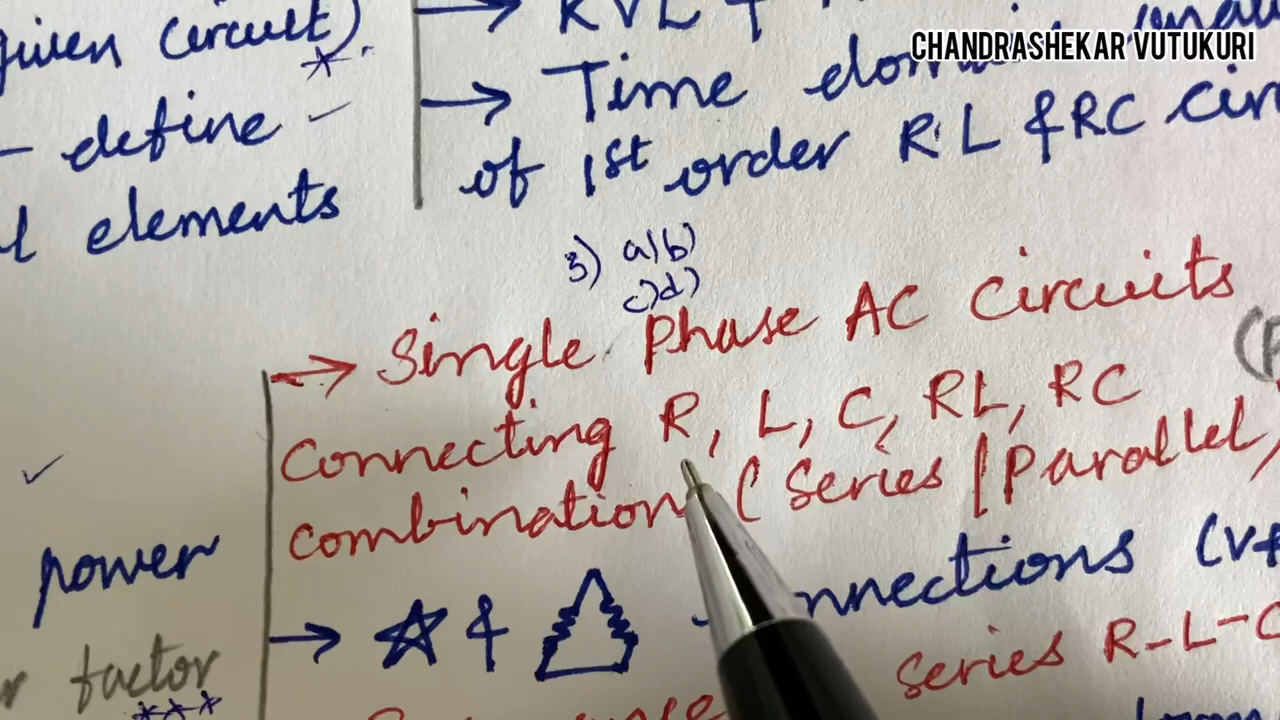 CHANDRASHEKAR VUTUKURI
given circuit)
*
- define -
elements
→ KVL &
→ Time
of 1st order RL & RC
3) a) b)
c) d)
→ Single Phase AC Circuits
Connecting R, L, C, RL, RC
combination (Series / Parallel)
✓
power
factor
***
→ ☆ & △ - 
Series R-L-C